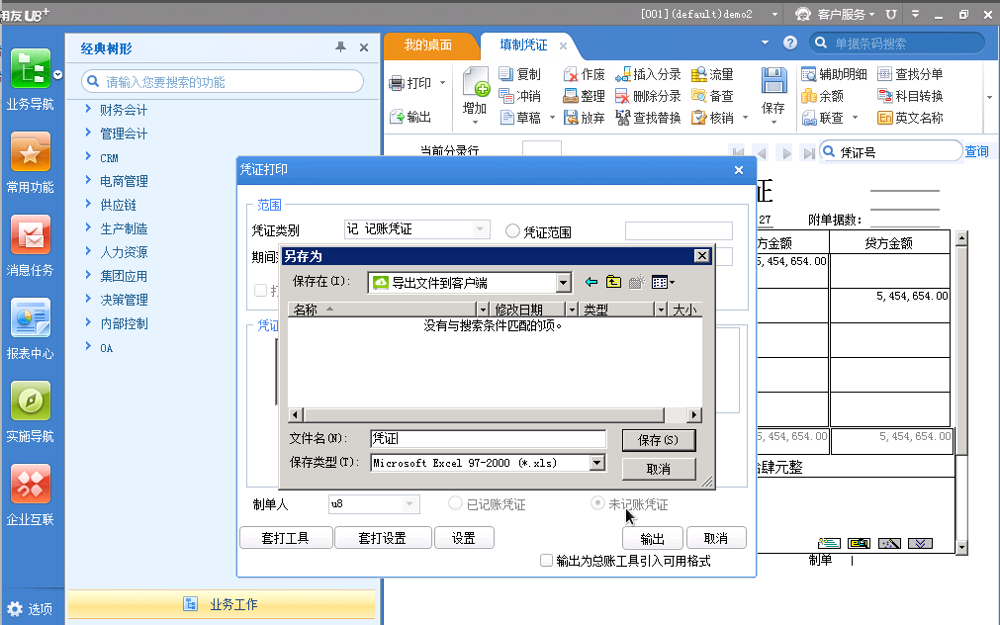 用友U8+
[001](default)demo2
客户服务
经典树形
我的桌面
填制凭证
单据条码搜索
请输入您要搜索的功能
业务导航
常用功能
消息任务
报表中心
实施导航
企业互联
选项
财务会计
管理会计
CRM
电商管理
供应链
生产制造
人力资源
集团应用
决策管理
内部控制
OA
业务工作
打印
输出
增加
复制
冲销
草稿
作废
整理
放弃
插入分录
删除分录
查找替换
流量
备查
核销
保存
辅助明细
余额
联查
查找分单
科目转换
英文名称
当前分录行
凭证号
查询
证
27
附单据数:
方金额
贷方金额
5,454,654.00
5,454,654.00
5,454,654.00
5,454,654.00
拾肆元整
制单
凭证打印
范围
凭证类别
记 记账凭证
凭证范围
期间
凭证
另存为
保存在(I):
导出文件到客户端
名称
修改日期
类型
大小
没有与搜索条件匹配的项。
文件名(N):
凭证
保存(S)
保存类型(T):
Microsoft Excel 97-2000 (*.xls)
取消
制单人
u8
已记账凭证
未记账凭证
套打工具
套打设置
设置
输出
取消
输出为总账工具引入可用格式